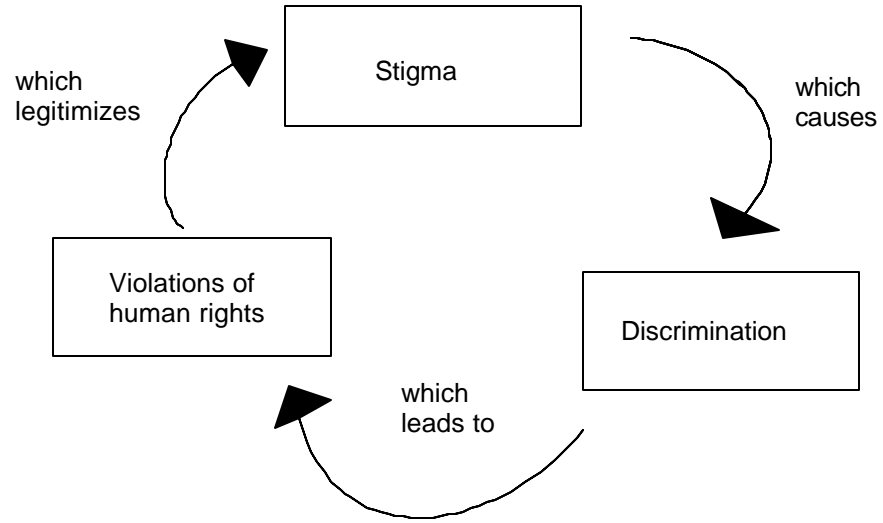 Stigma
which
causes
Discrimination
which
leads to
Violations of
human rights
which
legitimizes